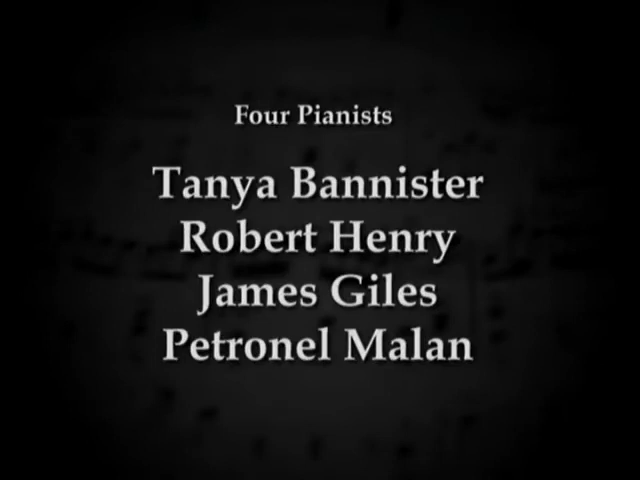 Four Pianists
Tanya Bannister
Robert Henry
James Giles
Petronel Malan